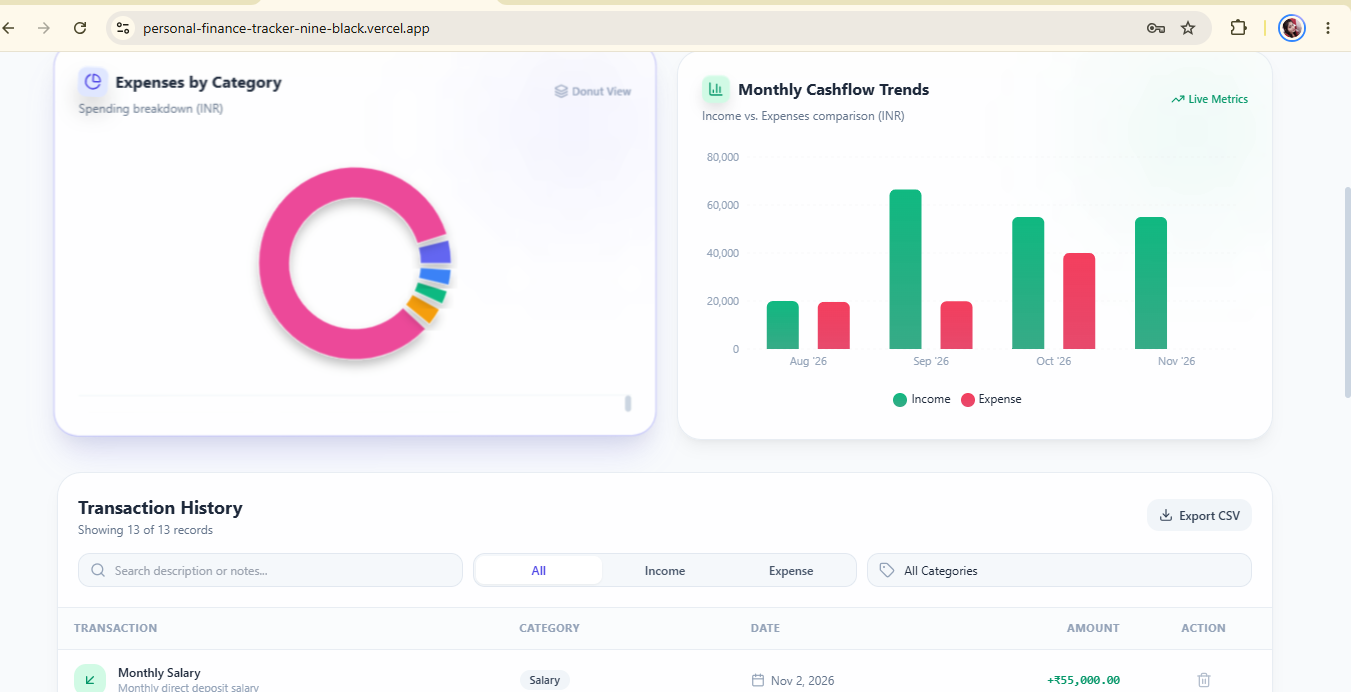 personal-finance-tracker-nine-black.vercel.app
Expenses by Category
Spending breakdown (INR)
Donut View
Monthly Cashflow Trends
Income vs. Expenses comparison (INR)
Live Metrics
80,000
60,000
40,000
20,000
0
Aug '26
Sep '26
Oct '26
Nov '26
Income
Expense
Transaction History
Showing 13 of 13 records
Export CSV
Search description or notes...
All
Income
Expense
All Categories
TRANSACTION
CATEGORY
DATE
AMOUNT
ACTION
Monthly Salary
Monthly direct deposit salary
Salary
Nov 2, 2026
+₹55,000.00